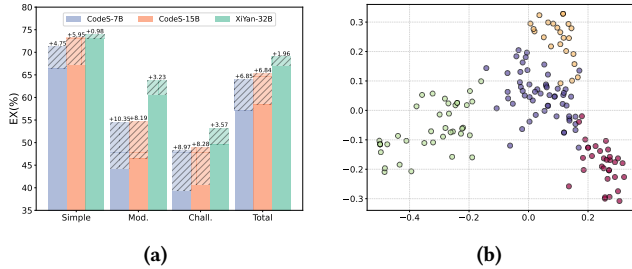 (a)
CodeS-7B CodeS-15B XiYan-32B
EX(%)
80
75
70
65
60
55
50
45
40
35
+4.75 +5.95 +0.98
+10.35 +8.19 +3.23
+8.97 +8.28 +3.57
+6.85 +6.84 +1.96
Simple Mod. Chall. Total
(a)
(b)
0.3
0.2
0.1
0.0
−0.1
−0.2
−0.3
−0.4 −0.2 0.0 0.2
(b)